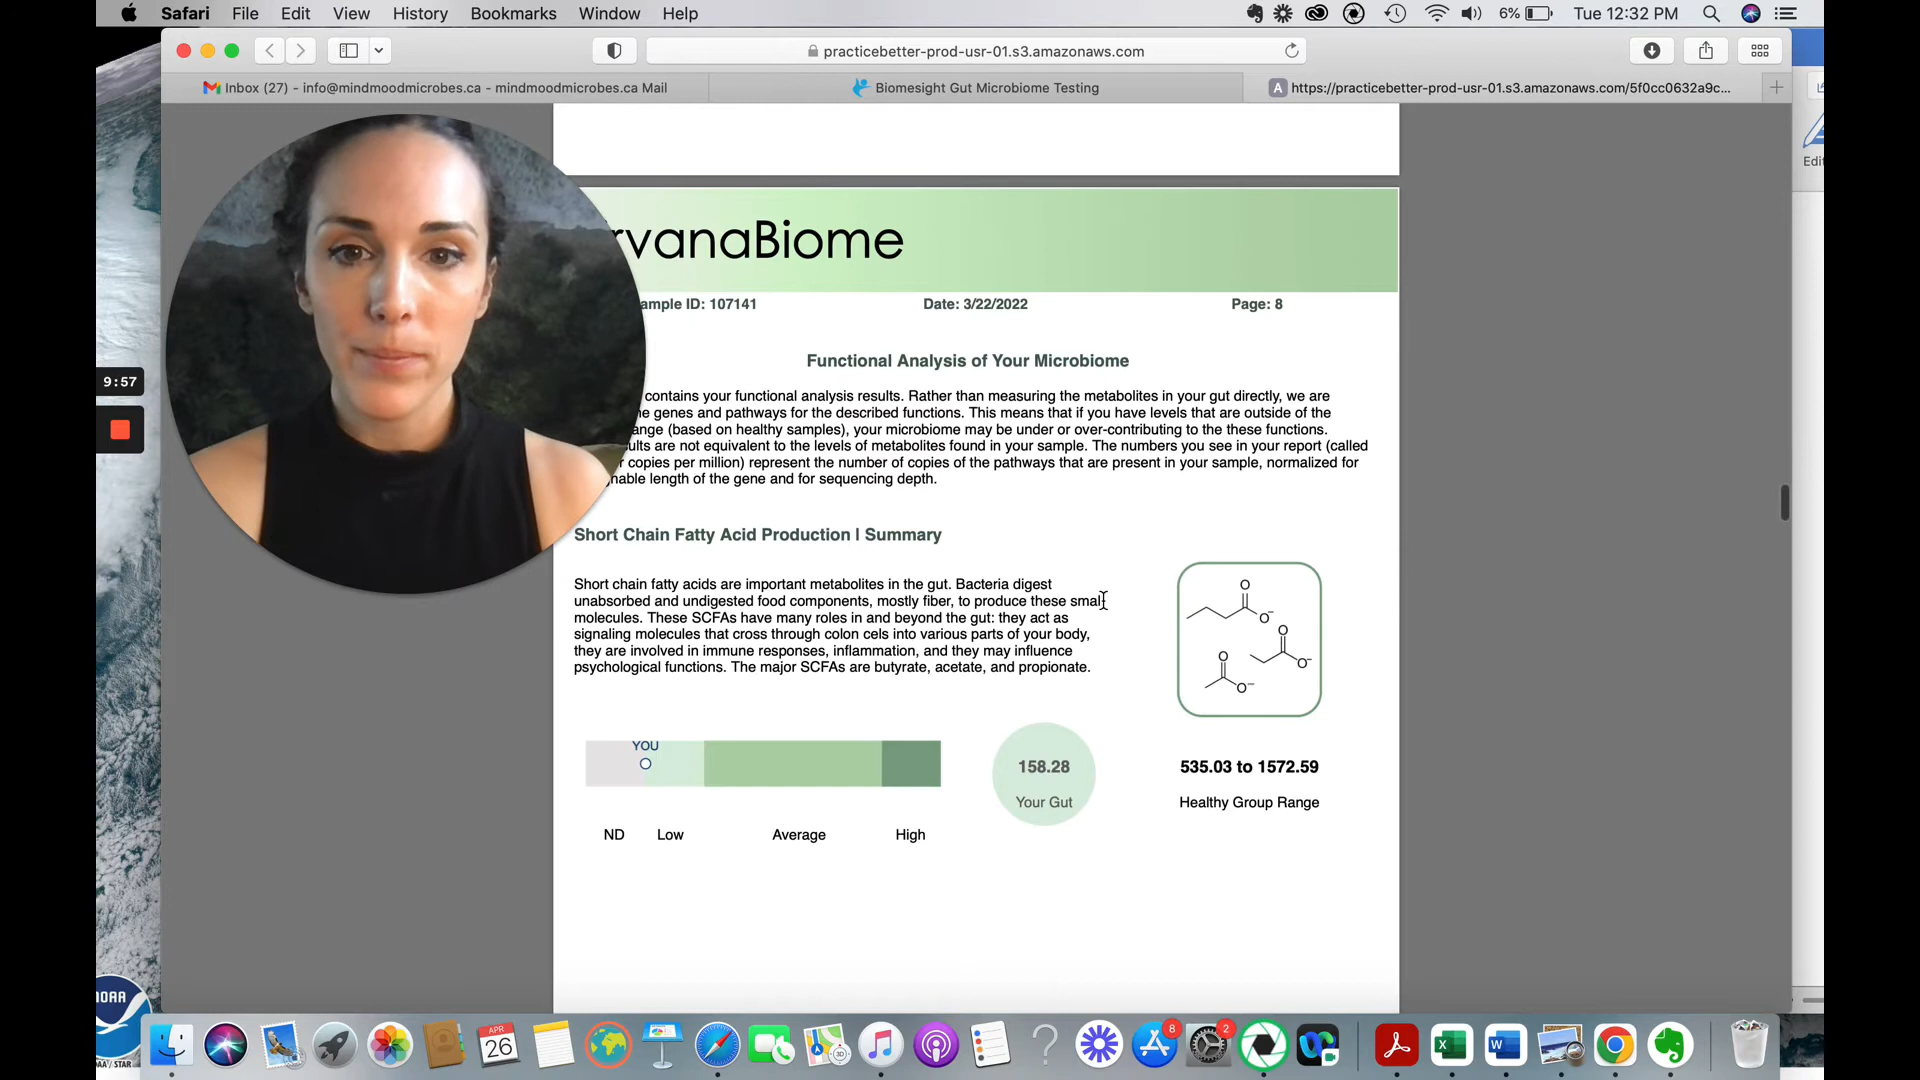 Safari File Edit View History Bookmarks Window Help 6% Tue 12:32 PM
practicebetter-prod-usr-01.s3.amazonaws.com
Inbox (27) - info@mindmoodmicrobes.ca - mindmoodmicrobes.ca Mail
Biomesight Gut Microbiome Testing
https://practicebetter-prod-usr-01.s3.amazonaws.com/5f0cc0632a9c...
Edi
rvanaBiome
ample ID: 107141 Date: 3/22/2022 Page: 8
9:57
Functional Analysis of Your Microbiome
contains your functional analysis results. Rather than measuring the metabolites in your gut directly, we are
e genes and pathways for the described functions. This means that if you have levels that are outside of the
ange (based on healthy samples), your microbiome may be under or over-contributing to the these functions.
ults are not equivalent to the levels of metabolites found in your sample. The numbers you see in your report (called
r copies per million) represent the number of copies of the pathways that are present in your sample, normalized for
nable length of the gene and for sequencing depth.
Short Chain Fatty Acid Production | Summary
Short chain fatty acids are important metabolites in the gut. Bacteria digest
unabsorbed and undigested food components, mostly fiber, to produce these small
molecules. These SCFAs have many roles in and beyond the gut: they act as
signaling molecules that cross through colon cels into various parts of your body,
they are involved in immune responses, inflammation, and they may influence
psychological functions. The major SCFAs are butyrate, acetate, and propionate.
O
O⁻
O
O⁻
O
O⁻
YOU
158.28
Your Gut
535.03 to 1572.59
Healthy Group Range
ND Low Average High
NOAA
STAR
APR
26
3D
8
2